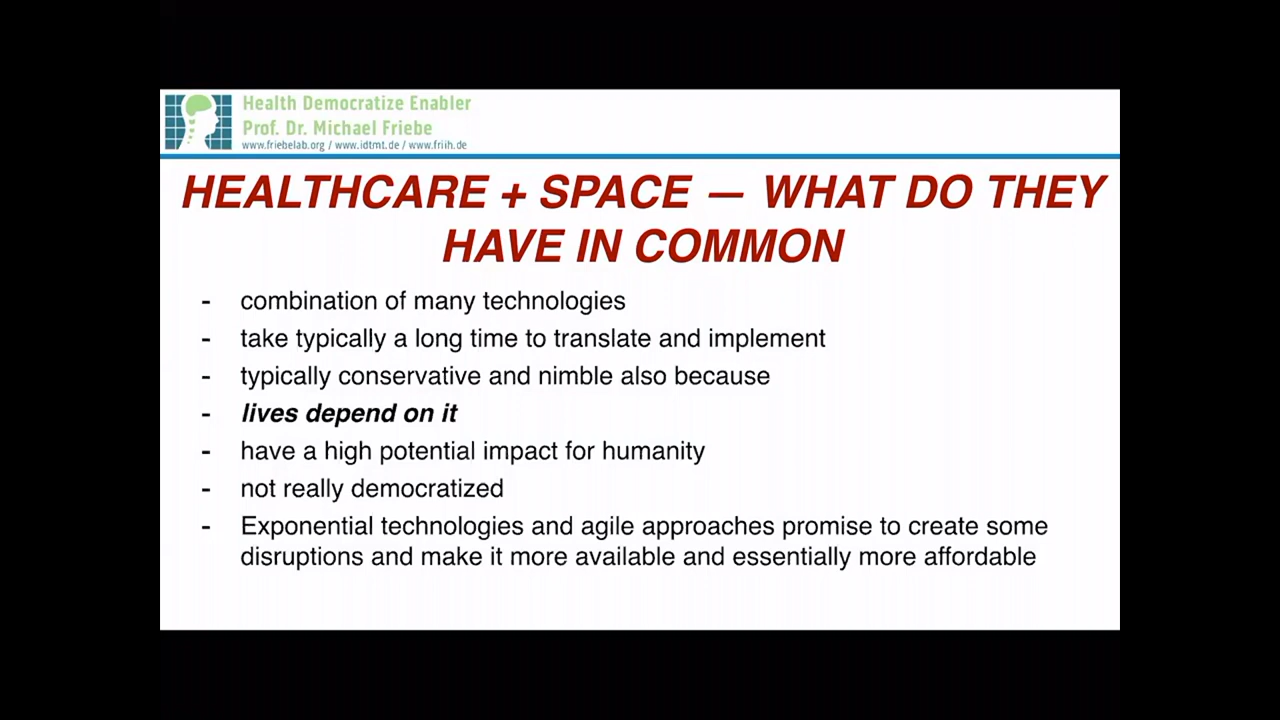 Health Democratize Enabler
Prof. Dr. Michael Friebe
www.friebelab.org / www.idtmt.de / www.friih.de
HEALTHCARE + SPACE — WHAT DO THEY
HAVE IN COMMON
- combination of many technologies
- take typically a long time to translate and implement
- typically conservative and nimble also because
- lives depend on it
- have a high potential impact for humanity
- not really democratized
- Exponential technologies and agile approaches promise to create some
disruptions and make it more available and essentially more affordable